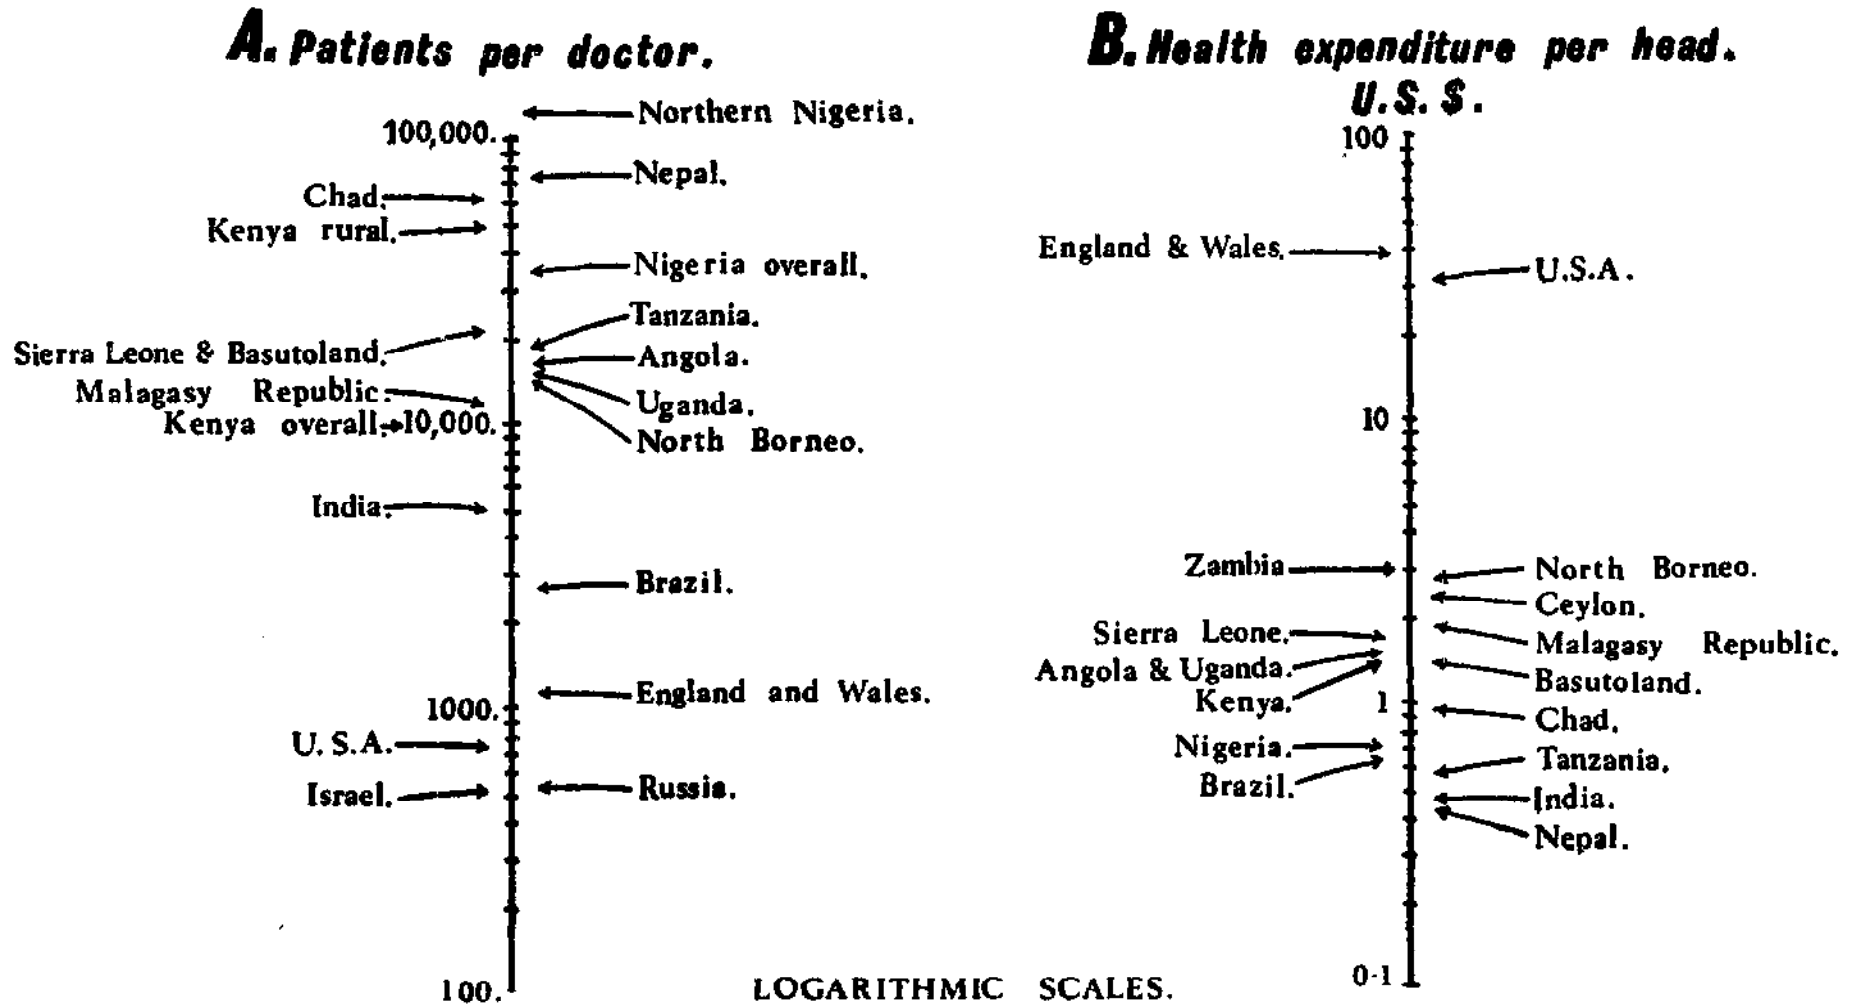 A. Patients per doctor.
100,000.
10,000.
1000.
100.
Chad.
Kenya rural.
Sierra Leone & Basutoland.
Malagasy Republic.
Kenya overall.
India.
U.S.A.
Israel.
Northern Nigeria.
Nepal.
Nigeria overall.
Tanzania.
Angola.
Uganda.
North Borneo.
Brazil.
England and Wales.
Russia.
B. Health expenditure per head.
U.S. $.
100
10
1
0·1
England & Wales.
Zambia
Sierra Leone.
Angola & Uganda.
Kenya.
Nigeria.
Brazil.
U.S.A.
North Borneo.
Ceylon.
Malagasy Republic.
Basutoland.
Chad.
Tanzania.
India.
Nepal.
LOGARITHMIC SCALES.